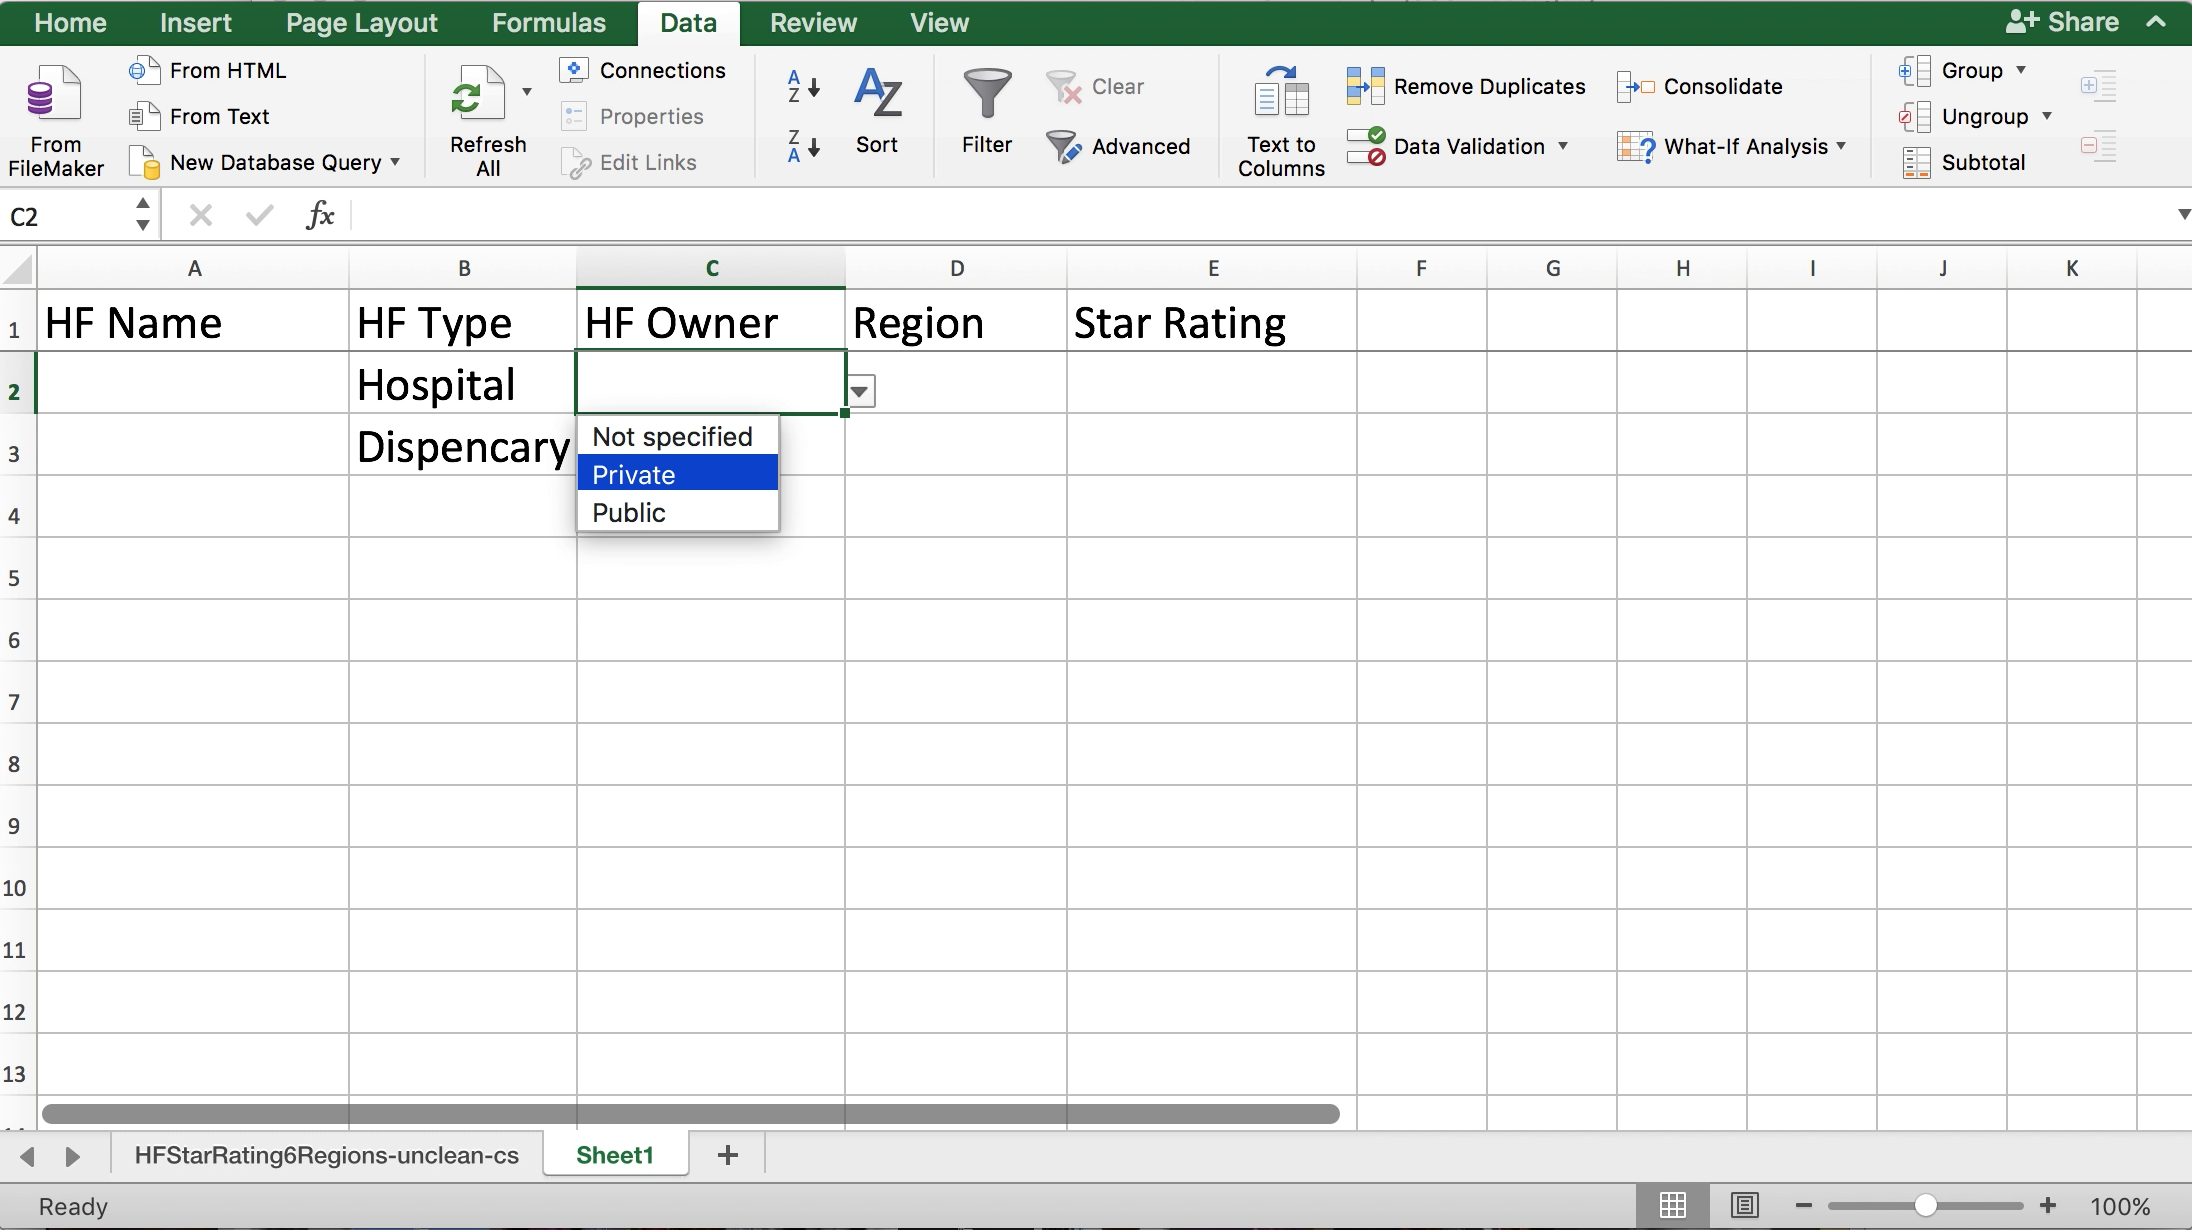 Home Insert Page Layout Formulas Data Review View Share
From FileMaker
From HTML
From Text
New Database Query
Refresh All
Connections
Properties
Edit Links
A Z
Z A
AZ
Sort
Filter
Clear
Advanced
Text to Columns
Remove Duplicates
Data Validation
Consolidate
What-If Analysis
Group
Ungroup
Subtotal
C2 fx
A B C D E F G H I J K
1 HF Name HF Type HF Owner Region Star Rating
2 Hospital
Not specified
3 Dispencary
Private
4 Public
5
6
7
8
9
10
11
12
13
HFStarRating6Regions-unclean-cs Sheet1 +
Ready 100%